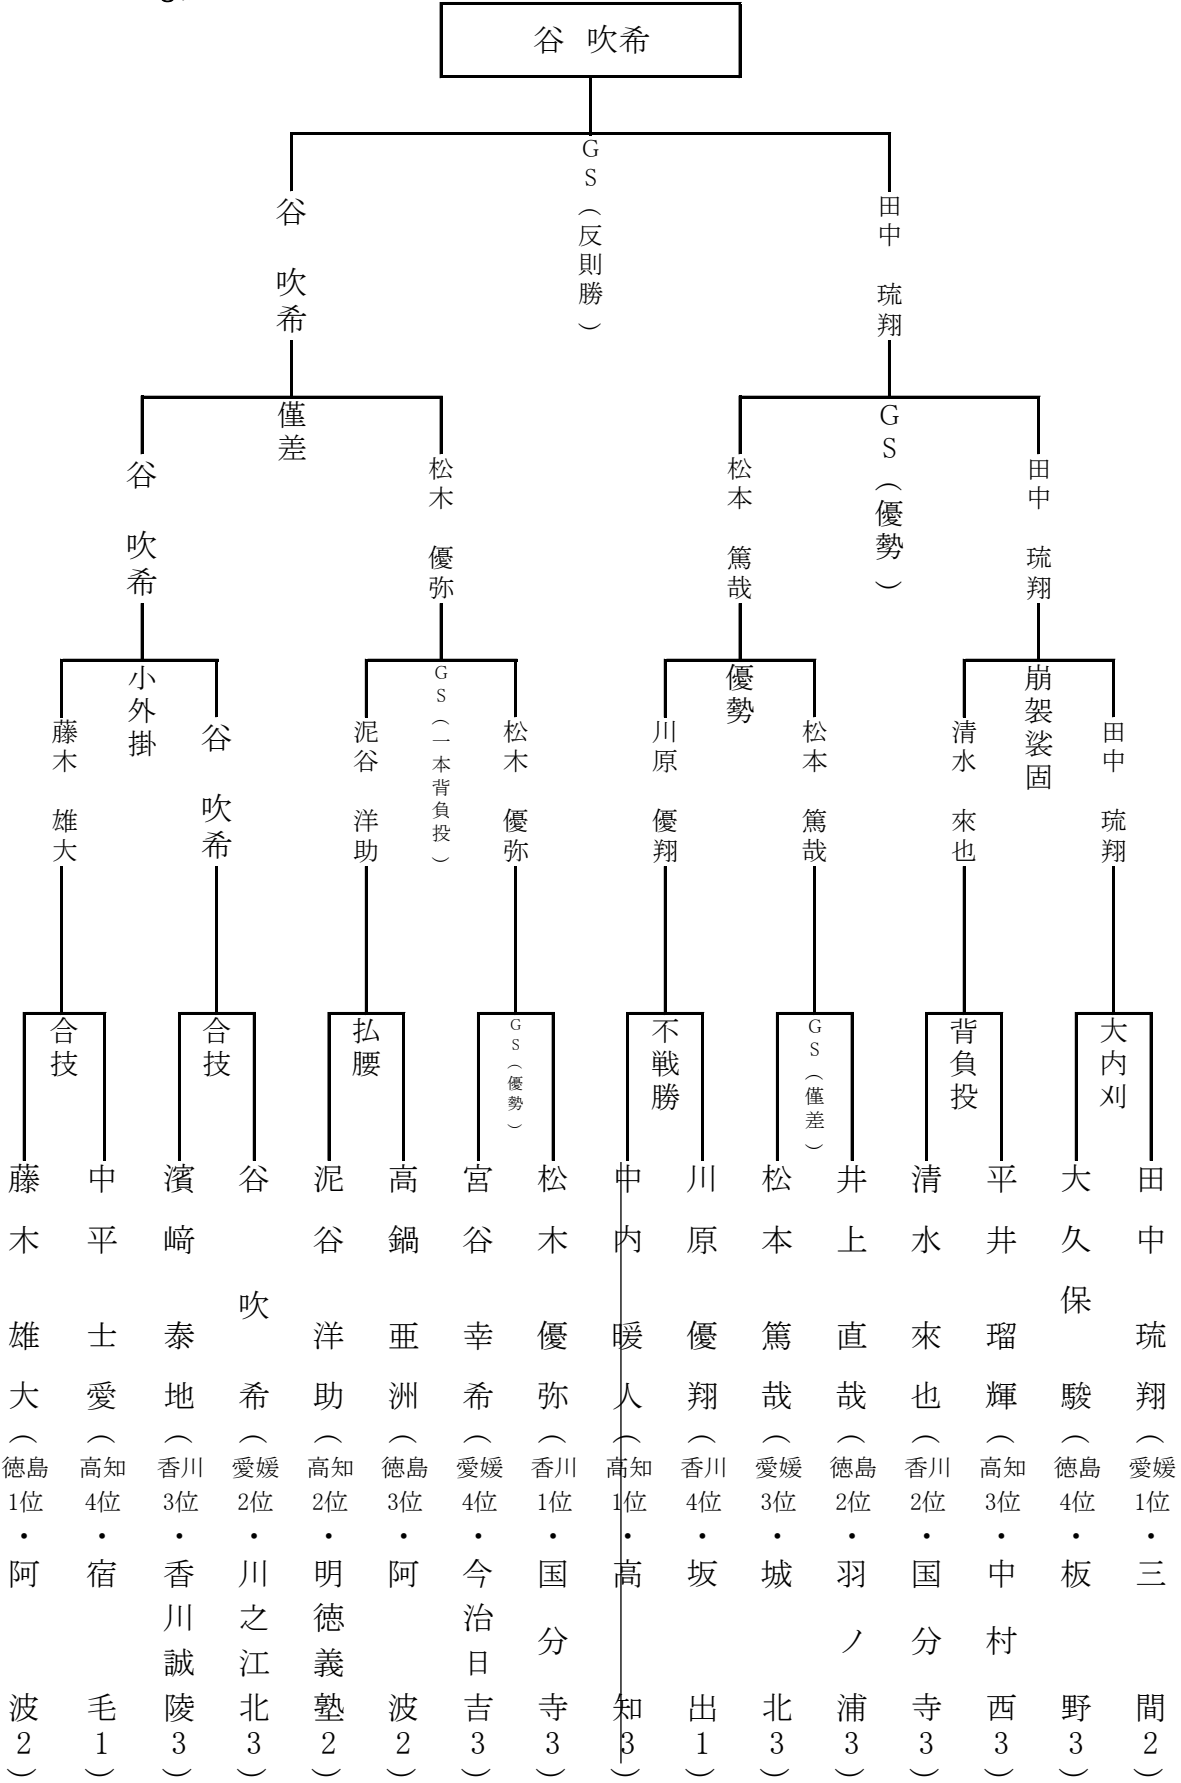 谷 吹希
GS（反則勝）
谷 吹希
田中 琉翔
僅差
GS（優勢）
谷 吹希
松木 優弥
松本 篤哉
田中 琉翔
小外掛
GS（一本背負投）
優勢
崩袈裟固
藤木 雄大
谷 吹希
泥谷 洋助
松木 優弥
川原 優翔
松本 篤哉
清水 來也
田中 琉翔
合技
合技
払腰
GS（優勢）
不戦勝
GS（僅差）
背負投
大内刈
藤木 雄大（徳島1位・阿波2）
中平 士愛（高知4位・宿毛1）
濱﨑 泰地（香川3位・香川誠陵3）
谷 吹希（愛媛2位・川之江北3）
泥谷 洋助（高知2位・明徳義塾2）
高鍋 亜洲（徳島3位・阿波2）
宮谷 幸希（愛媛4位・今治日吉3）
松木 優弥（香川1位・国分寺3）
中内 暖人（高知1位・高知3）
川原 優翔（香川4位・坂出1）
松本 篤哉（愛媛3位・城北3）
井上 直哉（徳島2位・羽ノ浦3）
清水 來也（香川2位・国分寺3）
平井 瑠輝（高知3位・中村西3）
大久保 駿（徳島4位・板野3）
田中 琉翔（愛媛1位・三間2）